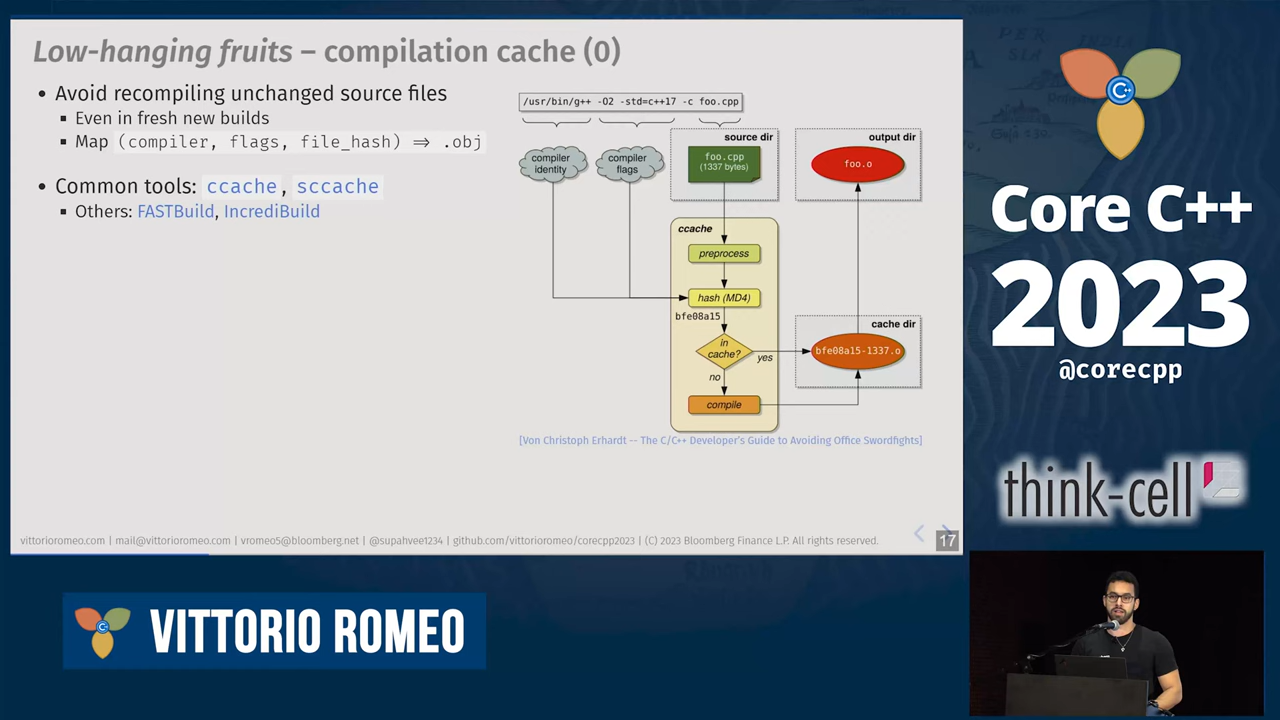 Low-hanging fruits – compilation cache (0)
• Avoid recompiling unchanged source files
▪ Even in fresh new builds
▪ Map (compiler, flags, file_hash) ⇒ .obj
• Common tools: ccache, sccache
▪ Others: FASTBuild, IncrediBuild
/usr/bin/g++ -O2 -std=c++17 -c foo.cpp
compiler
identity
compiler
flags
source dir
foo.cpp
(1337 bytes)
output dir
foo.o
ccache
preprocess
hash (MD4)
bfe08a15
in
cache?
yes
no
compile
cache dir
bfe08a15-1337.o
[Von Christoph Erhardt -- The C/C++ Developer's Guide to Avoiding Office Swordfights]
vittorioromeo.com | mail@vittorioromeo.com | vromeo5@bloomberg.net | @supahvee1234 | github.com/vittorioromeo/corecpp2023 | (C) 2023 Bloomberg Finance L.P. All rights reserved.
17
C++
Core C++
2023
@corecpp
think-cell
C++
VITTORIO ROMEO